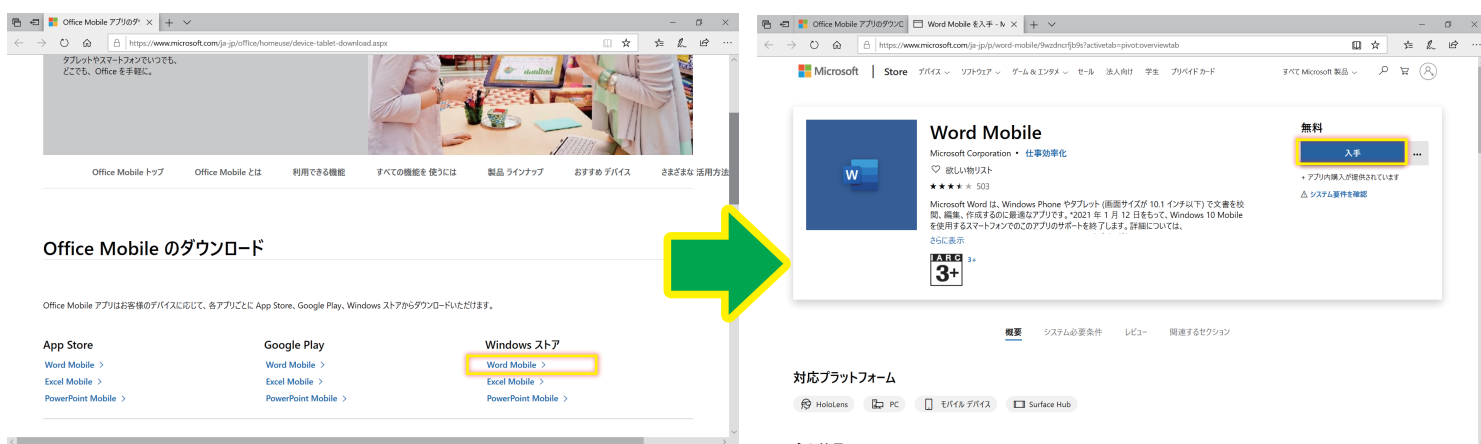 Office Mobile アプリのダ
https://www.microsoft.com/ja-jp/office/homeuse/device-tablet-download.aspx
タブレットやスマートフォンでいつでも、
どこでも、Office を手軽に。
Office Mobile トップ
Office Mobile とは
利用できる機能
すべての機能を 使うには
製品 ラインナップ
おすすめ デバイス
さまざまな 活用方法
Office Mobile のダウンロード
Office Mobile アプリはお客様のデバイスに応じて、各アプリごとに App Store、Google Play、Windows ストアからダウンロードいただけます。
App Store
Word Mobile >
Excel Mobile >
PowerPoint Mobile >
Google Play
Word Mobile >
Excel Mobile >
PowerPoint Mobile >
Windows ストア
Word Mobile >
Excel Mobile >
PowerPoint Mobile >
Office Mobile アプリのダウンロ
Word Mobile を入手 - M
https://www.microsoft.com/ja-jp/p/word-mobile/9wzdncrfjb9s?activetab=pivot:overviewtab
Microsoft
Store
デバイス
ソフトウェア
ゲーム & エンタメ
セール
法人向け
学生
プリペイド カード
すべて Microsoft 製品
W
Word Mobile
Microsoft Corporation • 仕事効率化
欲しい物リスト
503
Microsoft Word は、Windows Phone やタブレット (画面サイズが 10.1 インチ以下) で文書を校
閲、編集、作成するのに最適なアプリです。*2021 年 1 月 12 日をもって、Windows 10 Mobile
を使用するスマートフォンでのこのアプリのサポートを終了します。詳細については、
さらに表示
IARC
3+
3+
無料
入手
...
+ アプリ内購入が提供されています
システム要件を確認
概要
システム必要条件
レビュー
関連するセクション
対応プラットフォーム
HoloLens
PC
モバイル デバイス
Surface Hub